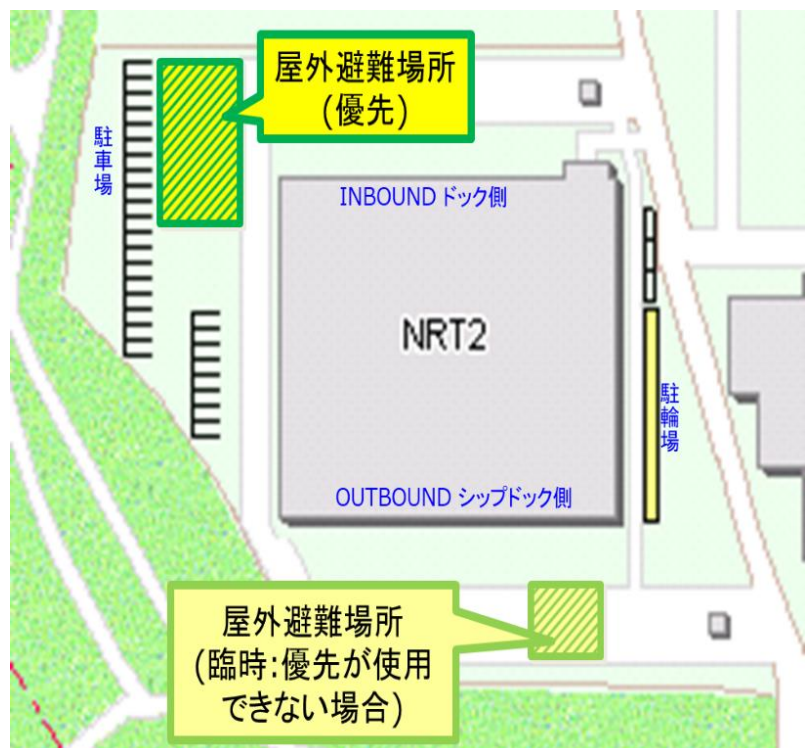 屋外避難場所
(優先)
駐車場
INBOUND ドック側
NRT2
駐輪場
OUTBOUND シップドック側
屋外避難場所
(臨時:優先が使用
できない場合)